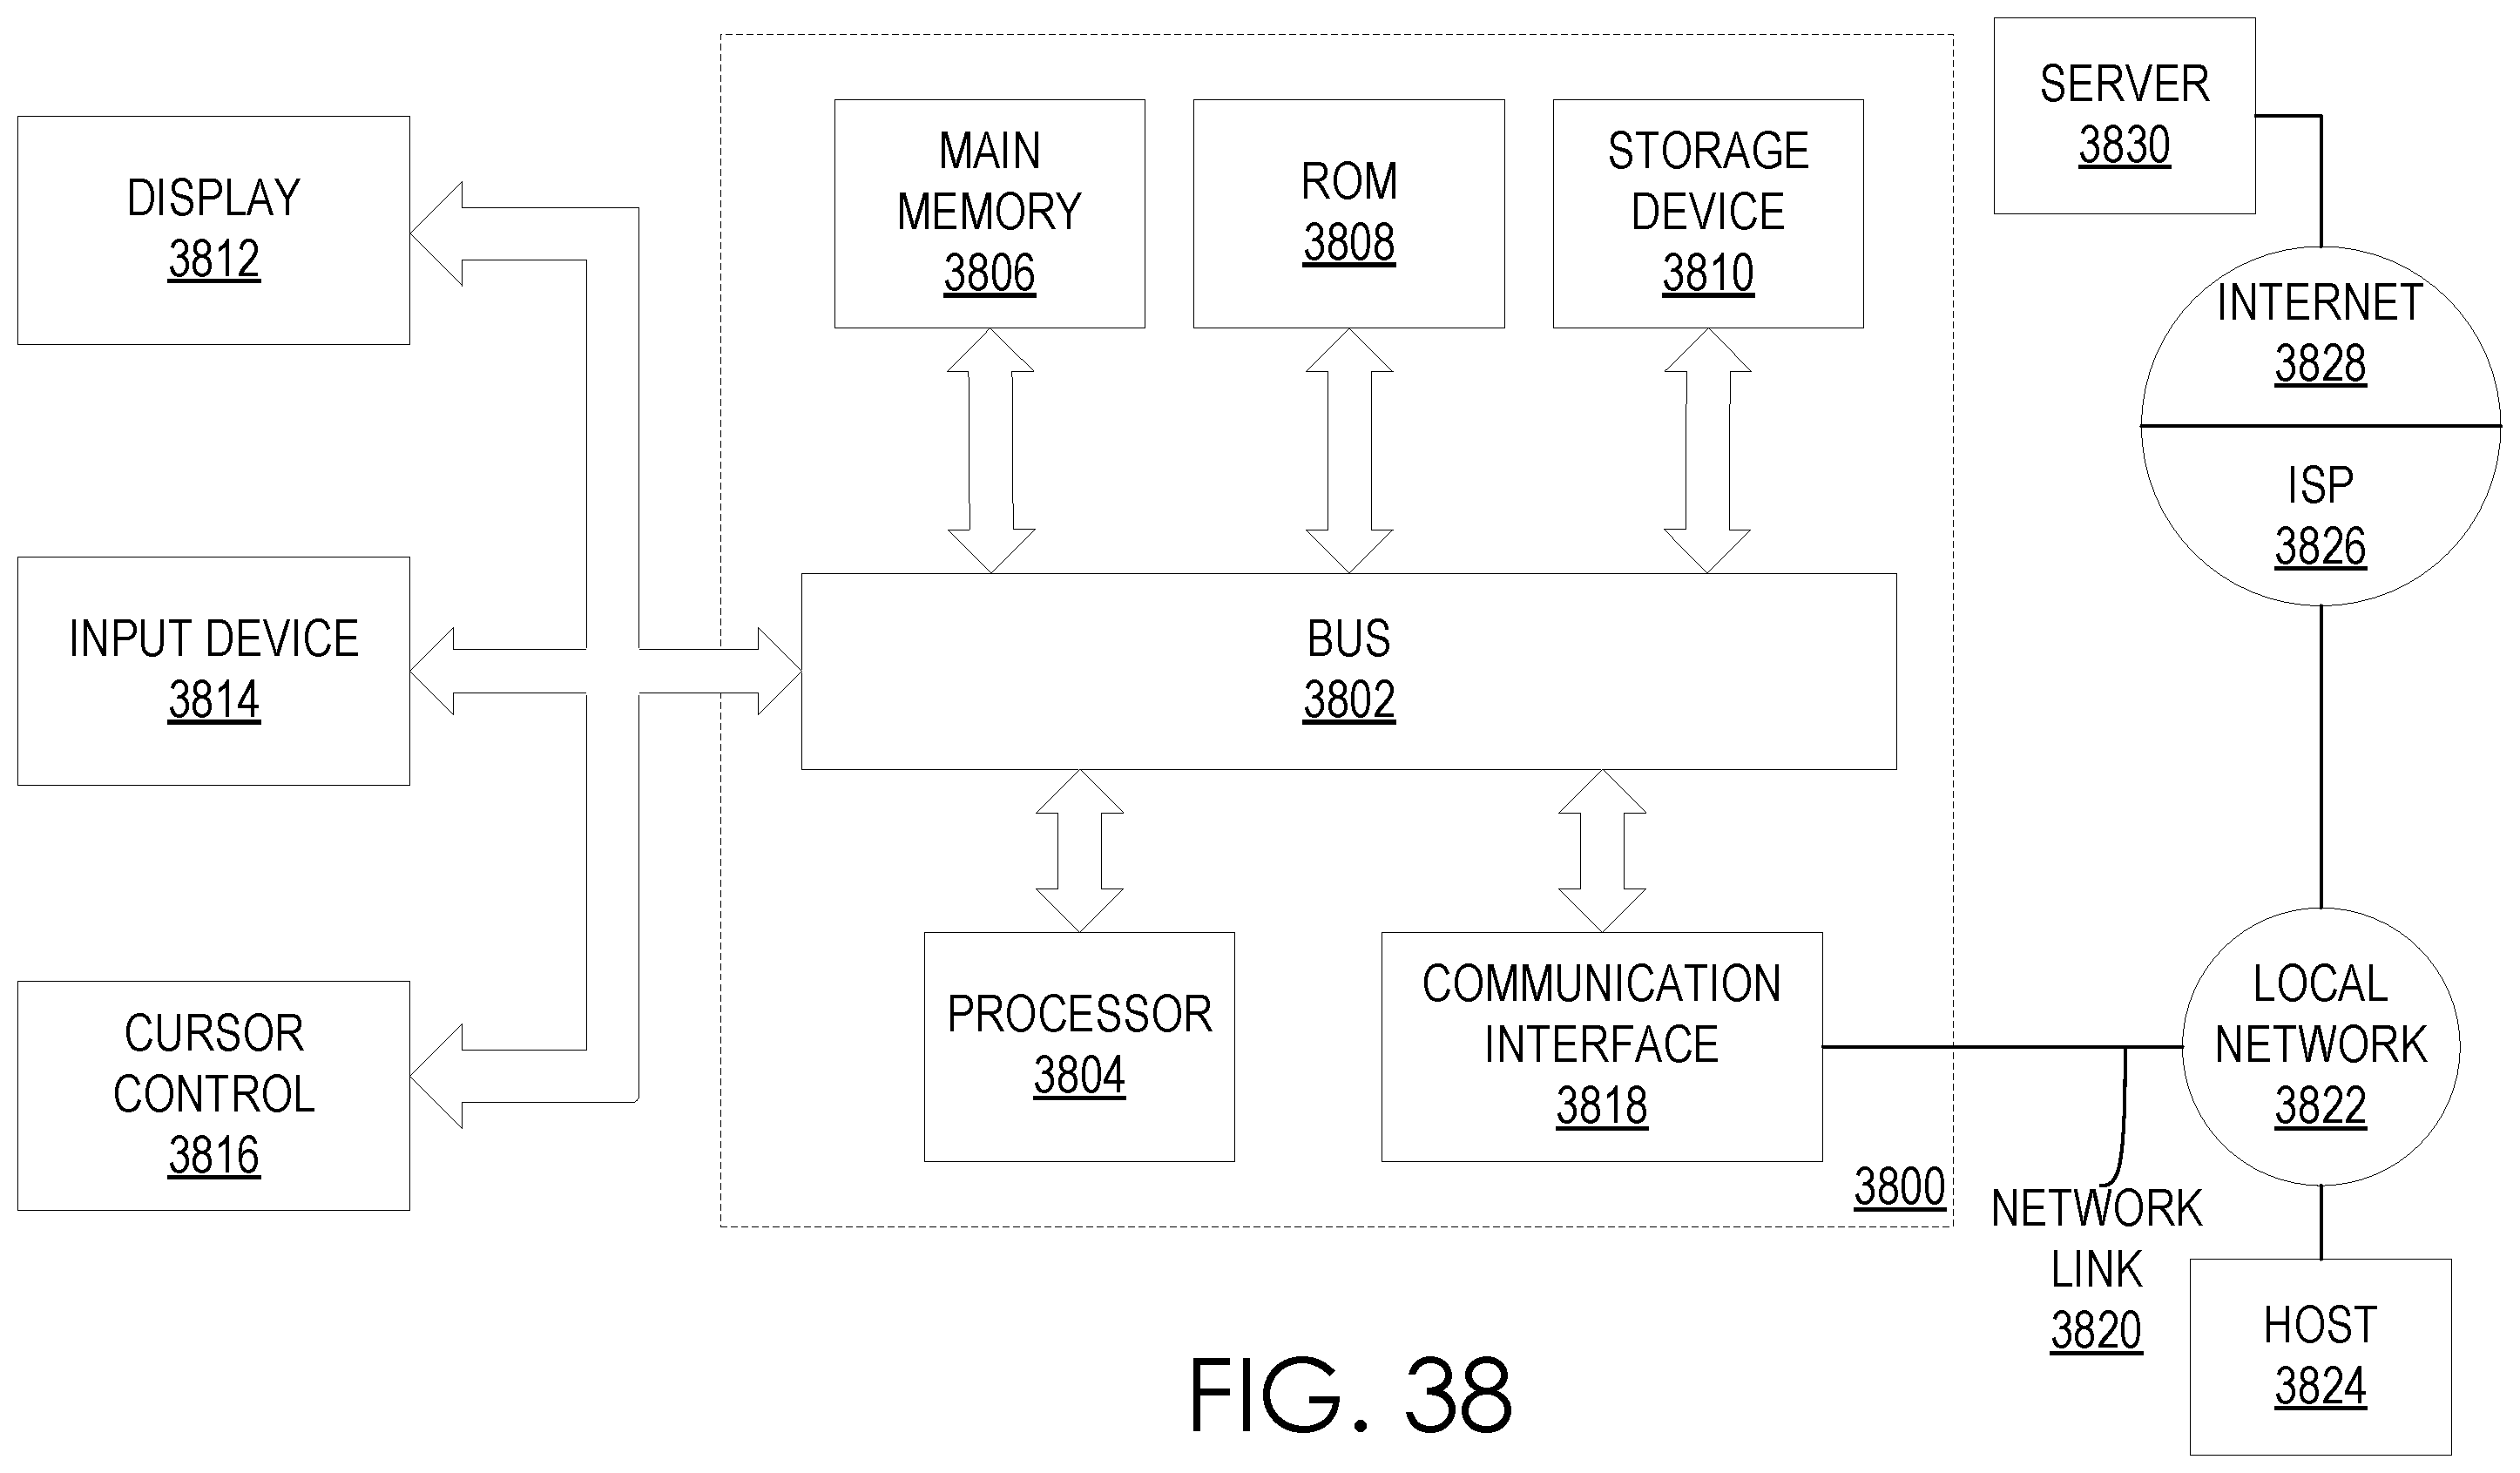 DISPLAY
3812
INPUT DEVICE
3814
CURSOR
CONTROL
3816
MAIN
MEMORY
3806
ROM
3808
STORAGE
DEVICE
3810
BUS
3802
PROCESSOR
3804
COMMUNICATION
INTERFACE
3818
3800
SERVER
3830
INTERNET
3828
ISP
3826
LOCAL
NETWORK
3822
NETWORK
LINK
3820
HOST
3824
FIG. 38